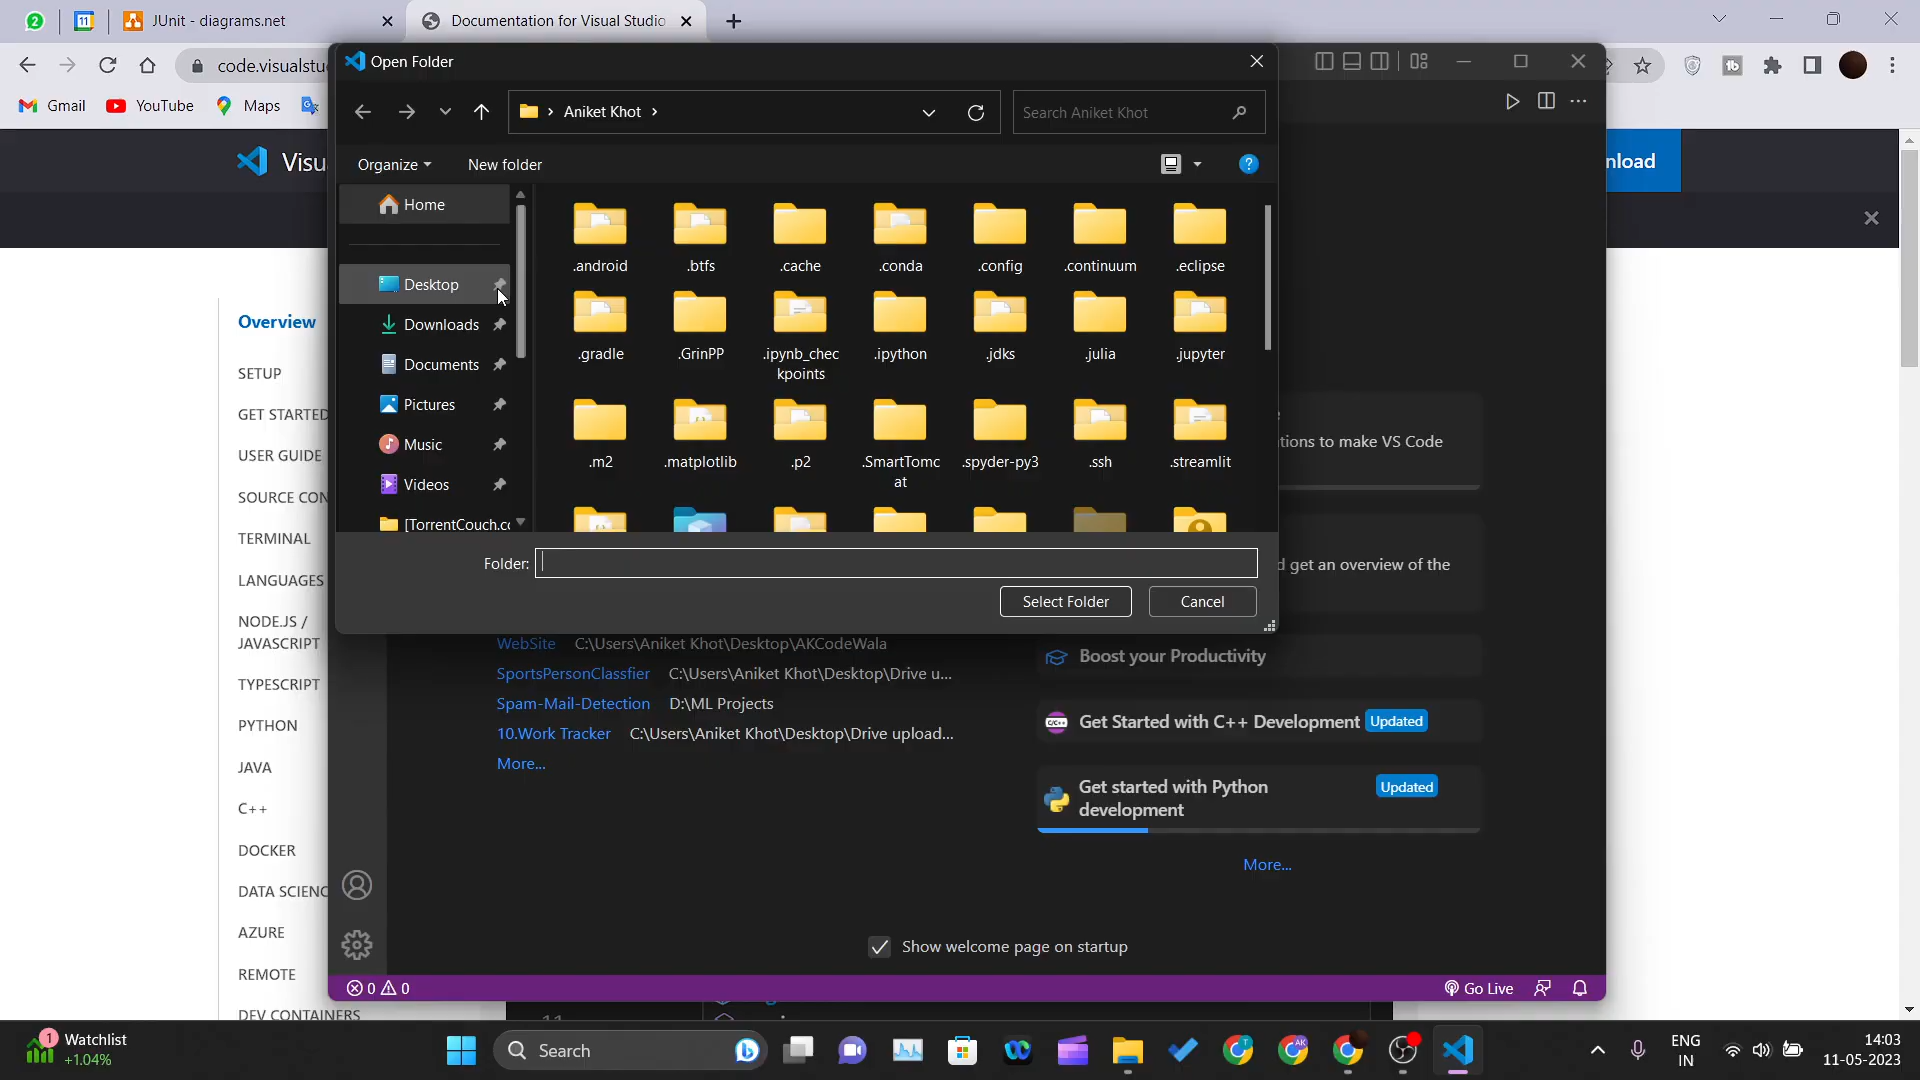 2
11
JUnit - diagrams.net
Documentation for Visual Studio
code.visualstu
Gmail
YouTube
Maps
Open Folder
Aniket Khot
Search Aniket Khot
Organize
New folder
?
Visu
nload
Home
Desktop
Downloads
Documents
Pictures
Music
Videos
[TorrentCouch.co
.android
.btfs
.cache
.conda
.config
.continuum
.eclipse
.gradle
.GrinPP
.ipynb_chec
kpoints
.ipython
.jdks
.julia
.jupyter
.m2
.matplotlib
.p2
.SmartTomc
at
.spyder-py3
.ssh
.streamlit
Folder:
Select Folder
Cancel
Overview
SETUP
GET STARTED
USER GUIDE
SOURCE CON
TERMINAL
LANGUAGES
NODE.JS /
JAVASCRIPT
TYPESCRIPT
PYTHON
JAVA
C++
DOCKER
DATA SCIENC
AZURE
REMOTE
DEV CONTAINERS
e
tions to make VS Code
d get an overview of the
WebSite C:\Users\Aniket Khot\Desktop\AKCodeWala
SportsPersonClassfier C:\Users\Aniket Khot\Desktop\Drive u...
Spam-Mail-Detection D:\ML Projects
10.Work Tracker C:\Users\Aniket Khot\Desktop\Drive upload...
More...
Boost your Productivity
C/C++ Get Started with C++ Development Updated
Get started with Python
development
Updated
More...
Show welcome page on startup
0 0
Go Live
11
1
Watchlist
+1.04%
Search
T
AK
ENG
IN
14:03
11-05-2023